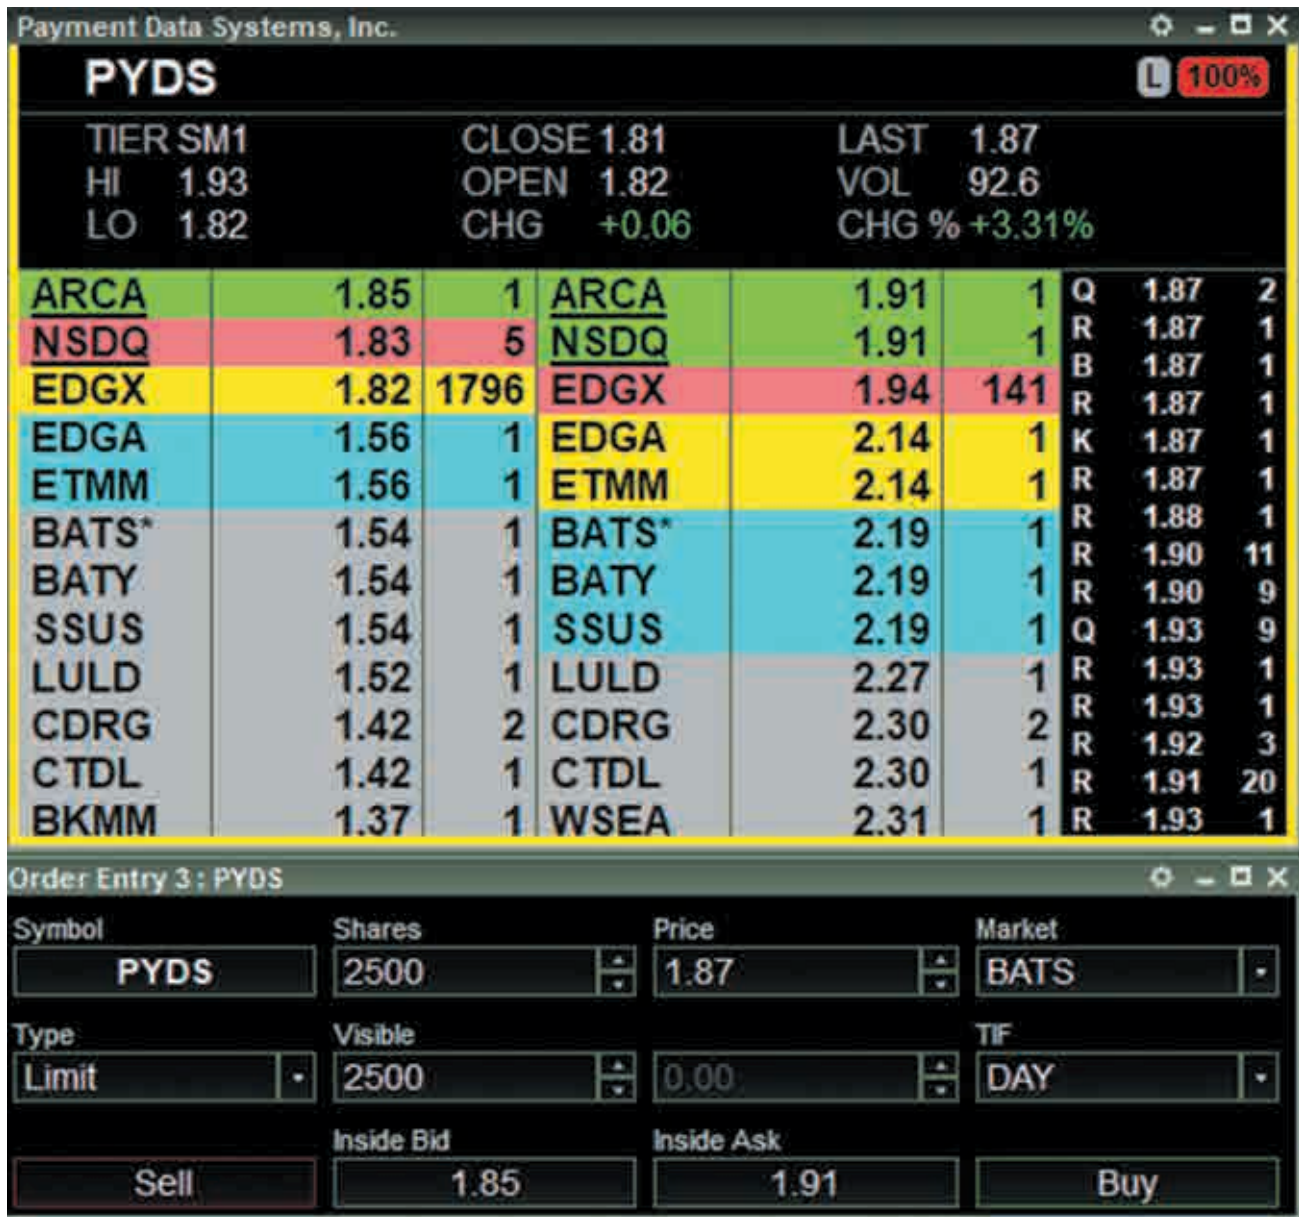 Payment Data Systems, Inc.
PYDS L 100%
TIER SM1 CLOSE 1.81 LAST 1.87
HI 1.93 OPEN 1.82 VOL 92.6
LO 1.82 CHG +0.06 CHG % +3.31%
ARCA 1.85 1 ARCA 1.91 1
NSDQ 1.83 5 NSDQ 1.91 1
EDGX 1.82 1796 EDGX 1.94 141
EDGA 1.56 1 EDGA 2.14 1
ETMM 1.56 1 ETMM 2.14 1
BATS* 1.54 1 BATS* 2.19 1
BATY 1.54 1 BATY 2.19 1
SSUS 1.54 1 SSUS 2.19 1
LULD 1.52 1 LULD 2.27 1
CDRG 1.42 2 CDRG 2.30 2
CTDL 1.42 1 CTDL 2.30 1
BKMM 1.37 1 WSEA 2.31 1
Q 1.87 2
R 1.87 1
B 1.87 1
R 1.87 1
K 1.87 1
R 1.87 1
R 1.88 1
R 1.90 11
R 1.90 9
Q 1.93 9
R 1.93 1
R 1.93 1
R 1.92 3
R 1.91 20
R 1.93 1
Order Entry 3 : PYDS
Symbol Shares Price Market
PYDS 2500 1.87 BATS
Type Visible TIF
Limit 2500 0.00 DAY
Inside Bid Inside Ask
Sell 1.85 1.91 Buy